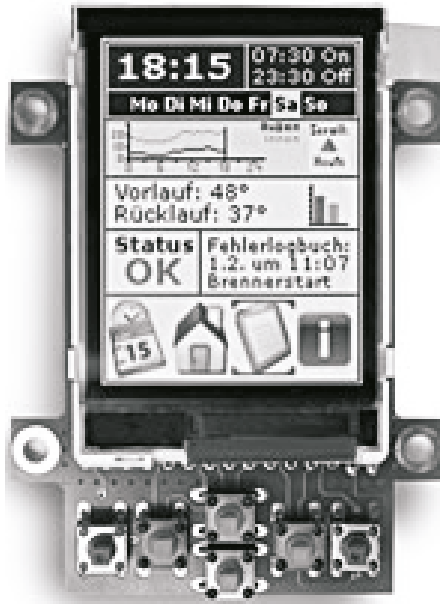 18:15
07:30 On
23:30 Off
Mo Di Mi Do Fr Sa So
Vorlauf: 48°
Rücklauf: 37°
Status
OK
Fehlerlogbuch:
1.2. um 11:07
Brennerstart
15
i